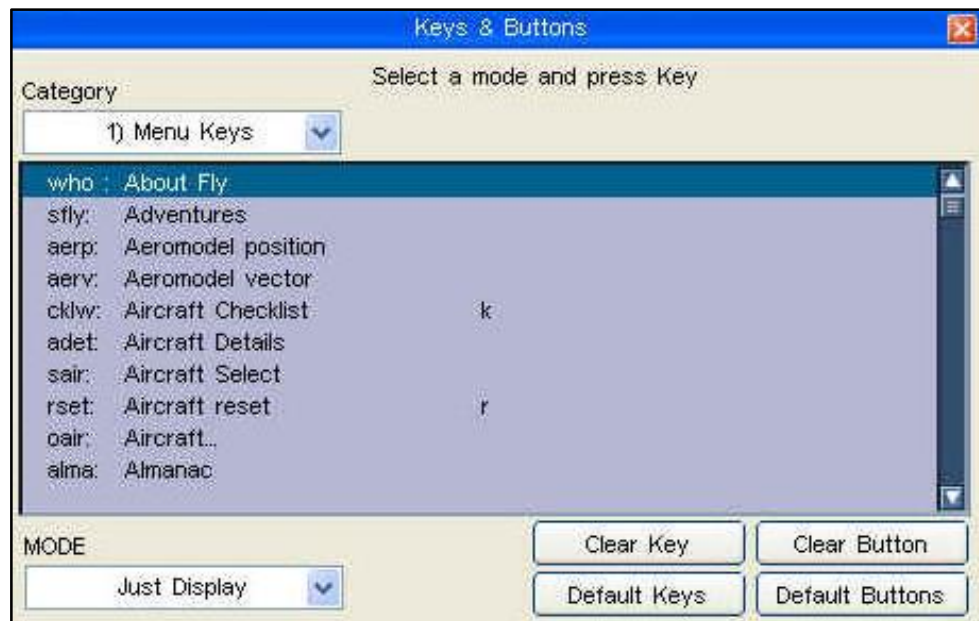 Keys & Buttons
Select a mode and press Key
Category
1) Menu Keys
who : About Fly
sfly: Adventures
aerp: Aeromodel position
aerv: Aeromodel vector
cklw: Aircraft Checklist k
adet: Aircraft Details
sair: Aircraft Select
rset: Aircraft reset r
oair: Aircraft...
alma: Almanac
MODE
Just Display
Clear Key Clear Button
Default Keys Default Buttons